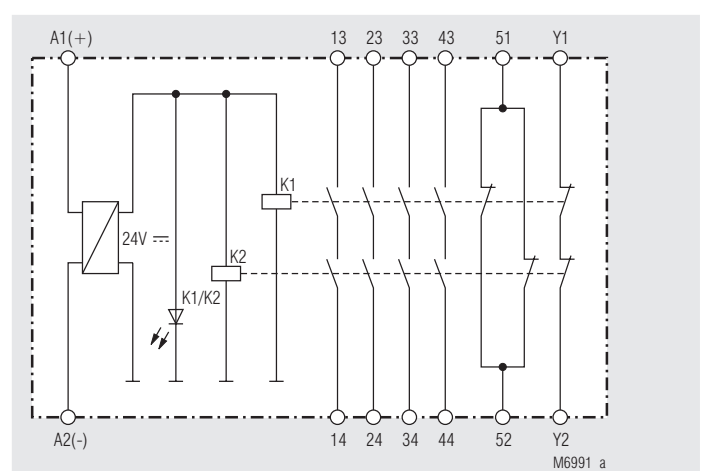 A1(+) 13 23 33 43 51 Y1
K1
24V
K2
K1/K2
A2(-) 14 24 34 44 52 Y2
M6991 a